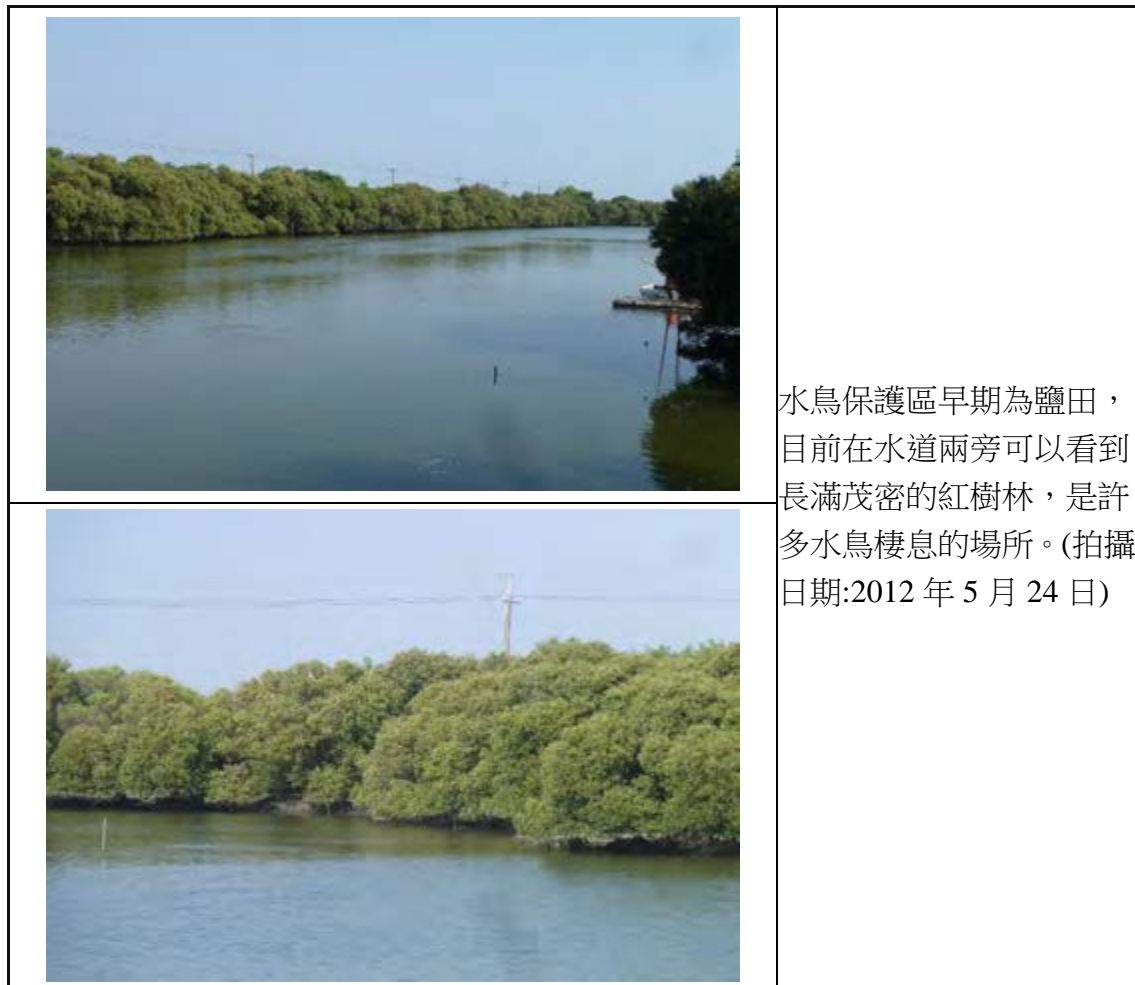 水鳥保護區早期為鹽田，
目前在水道兩旁可以看到
長滿茂密的紅樹林，是許
多水鳥棲息的場所。(拍攝
日期:2012 年 5 月 24 日)